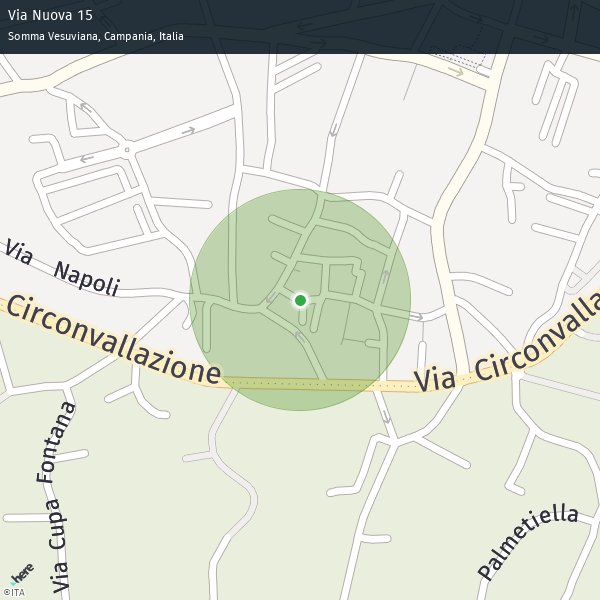 Via Nuova 15
Somma Vesuviana, Campania, Italia
Via Napoli
Circonvallazione
Via Circonvalla
Via Cupa Fontana
Palmetiella
here
©ITA